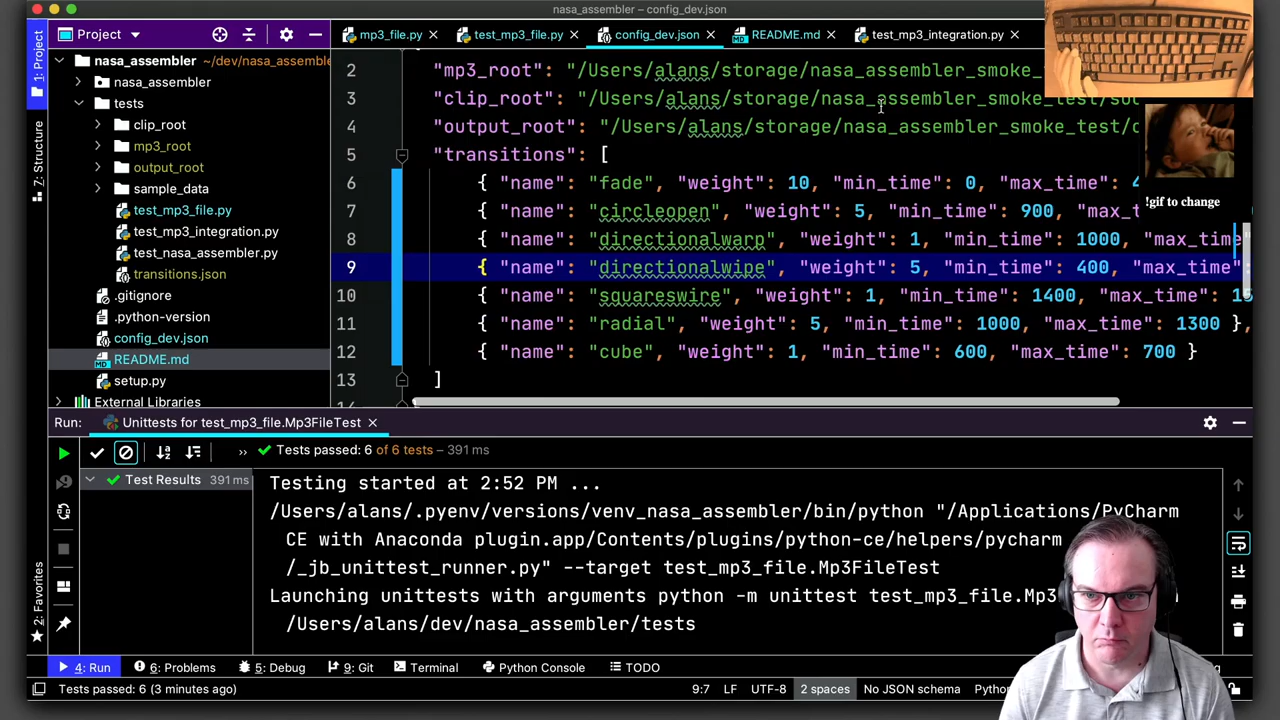 nasa_assembler – config_dev.json
Project
mp3_file.py
test_mp3_file.py
config_dev.json
README.md
test_mp3_integration.py
1: Project
7: Structure
2: Favorites
nasa_assembler ~/dev/nasa_assemble
nasa_assembler
tests
clip_root
mp3_root
output_root
sample_data
test_mp3_file.py
test_mp3_integration.py
test_nasa_assembler.py
transitions.json
.gitignore
.python-version
config_dev.json
README.md
setup.py
External Libraries
2 "mp3_root": "/Users/alans/storage/nasa_assembler_smoke_
3 "clip_root": "/Users/alans/storage/nasa_assembler_smoke_test/so
4 "output_root": "/Users/alans/storage/nasa_assembler_smoke_test/o
5 "transitions": [
6 { "name": "fade", "weight": 10, "min_time": 0, "max_time": 4
7 { "name": "circleopen", "weight": 5, "min_time": 900, "max_t
8 { "name": "directionalwarp", "weight": 1, "min_time": 1000, "max_time"
9 { "name": "directionalwipe", "weight": 5, "min_time": 400, "max_time":
10 { "name": "squareswire", "weight": 1, "min_time": 1400, "max_time": 15
11 { "name": "radial", "weight": 5, "min_time": 1000, "max_time": 1300 },
12 { "name": "cube", "weight": 1, "min_time": 600, "max_time": 700 }
13 ]
!gif to change
Run: Unittests for test_mp3_file.Mp3FileTest
Tests passed: 6 of 6 tests – 391 ms
Test Results 391 ms
Testing started at 2:52 PM ...
/Users/alans/.pyenv/versions/venv_nasa_assembler/bin/python "/Applications/PyCharm
CE with Anaconda plugin.app/Contents/plugins/python-ce/helpers/pycharm
/_jb_unittest_runner.py" --target test_mp3_file.Mp3FileTest
Launching unittests with arguments python -m unittest test_mp3_file.Mp3
/Users/alans/dev/nasa_assembler/tests
4: Run
6: Problems
5: Debug
9: Git
Terminal
Python Console
TODO
Tests passed: 6 (3 minutes ago)
9:7 LF UTF-8 2 spaces No JSON schema Pytho